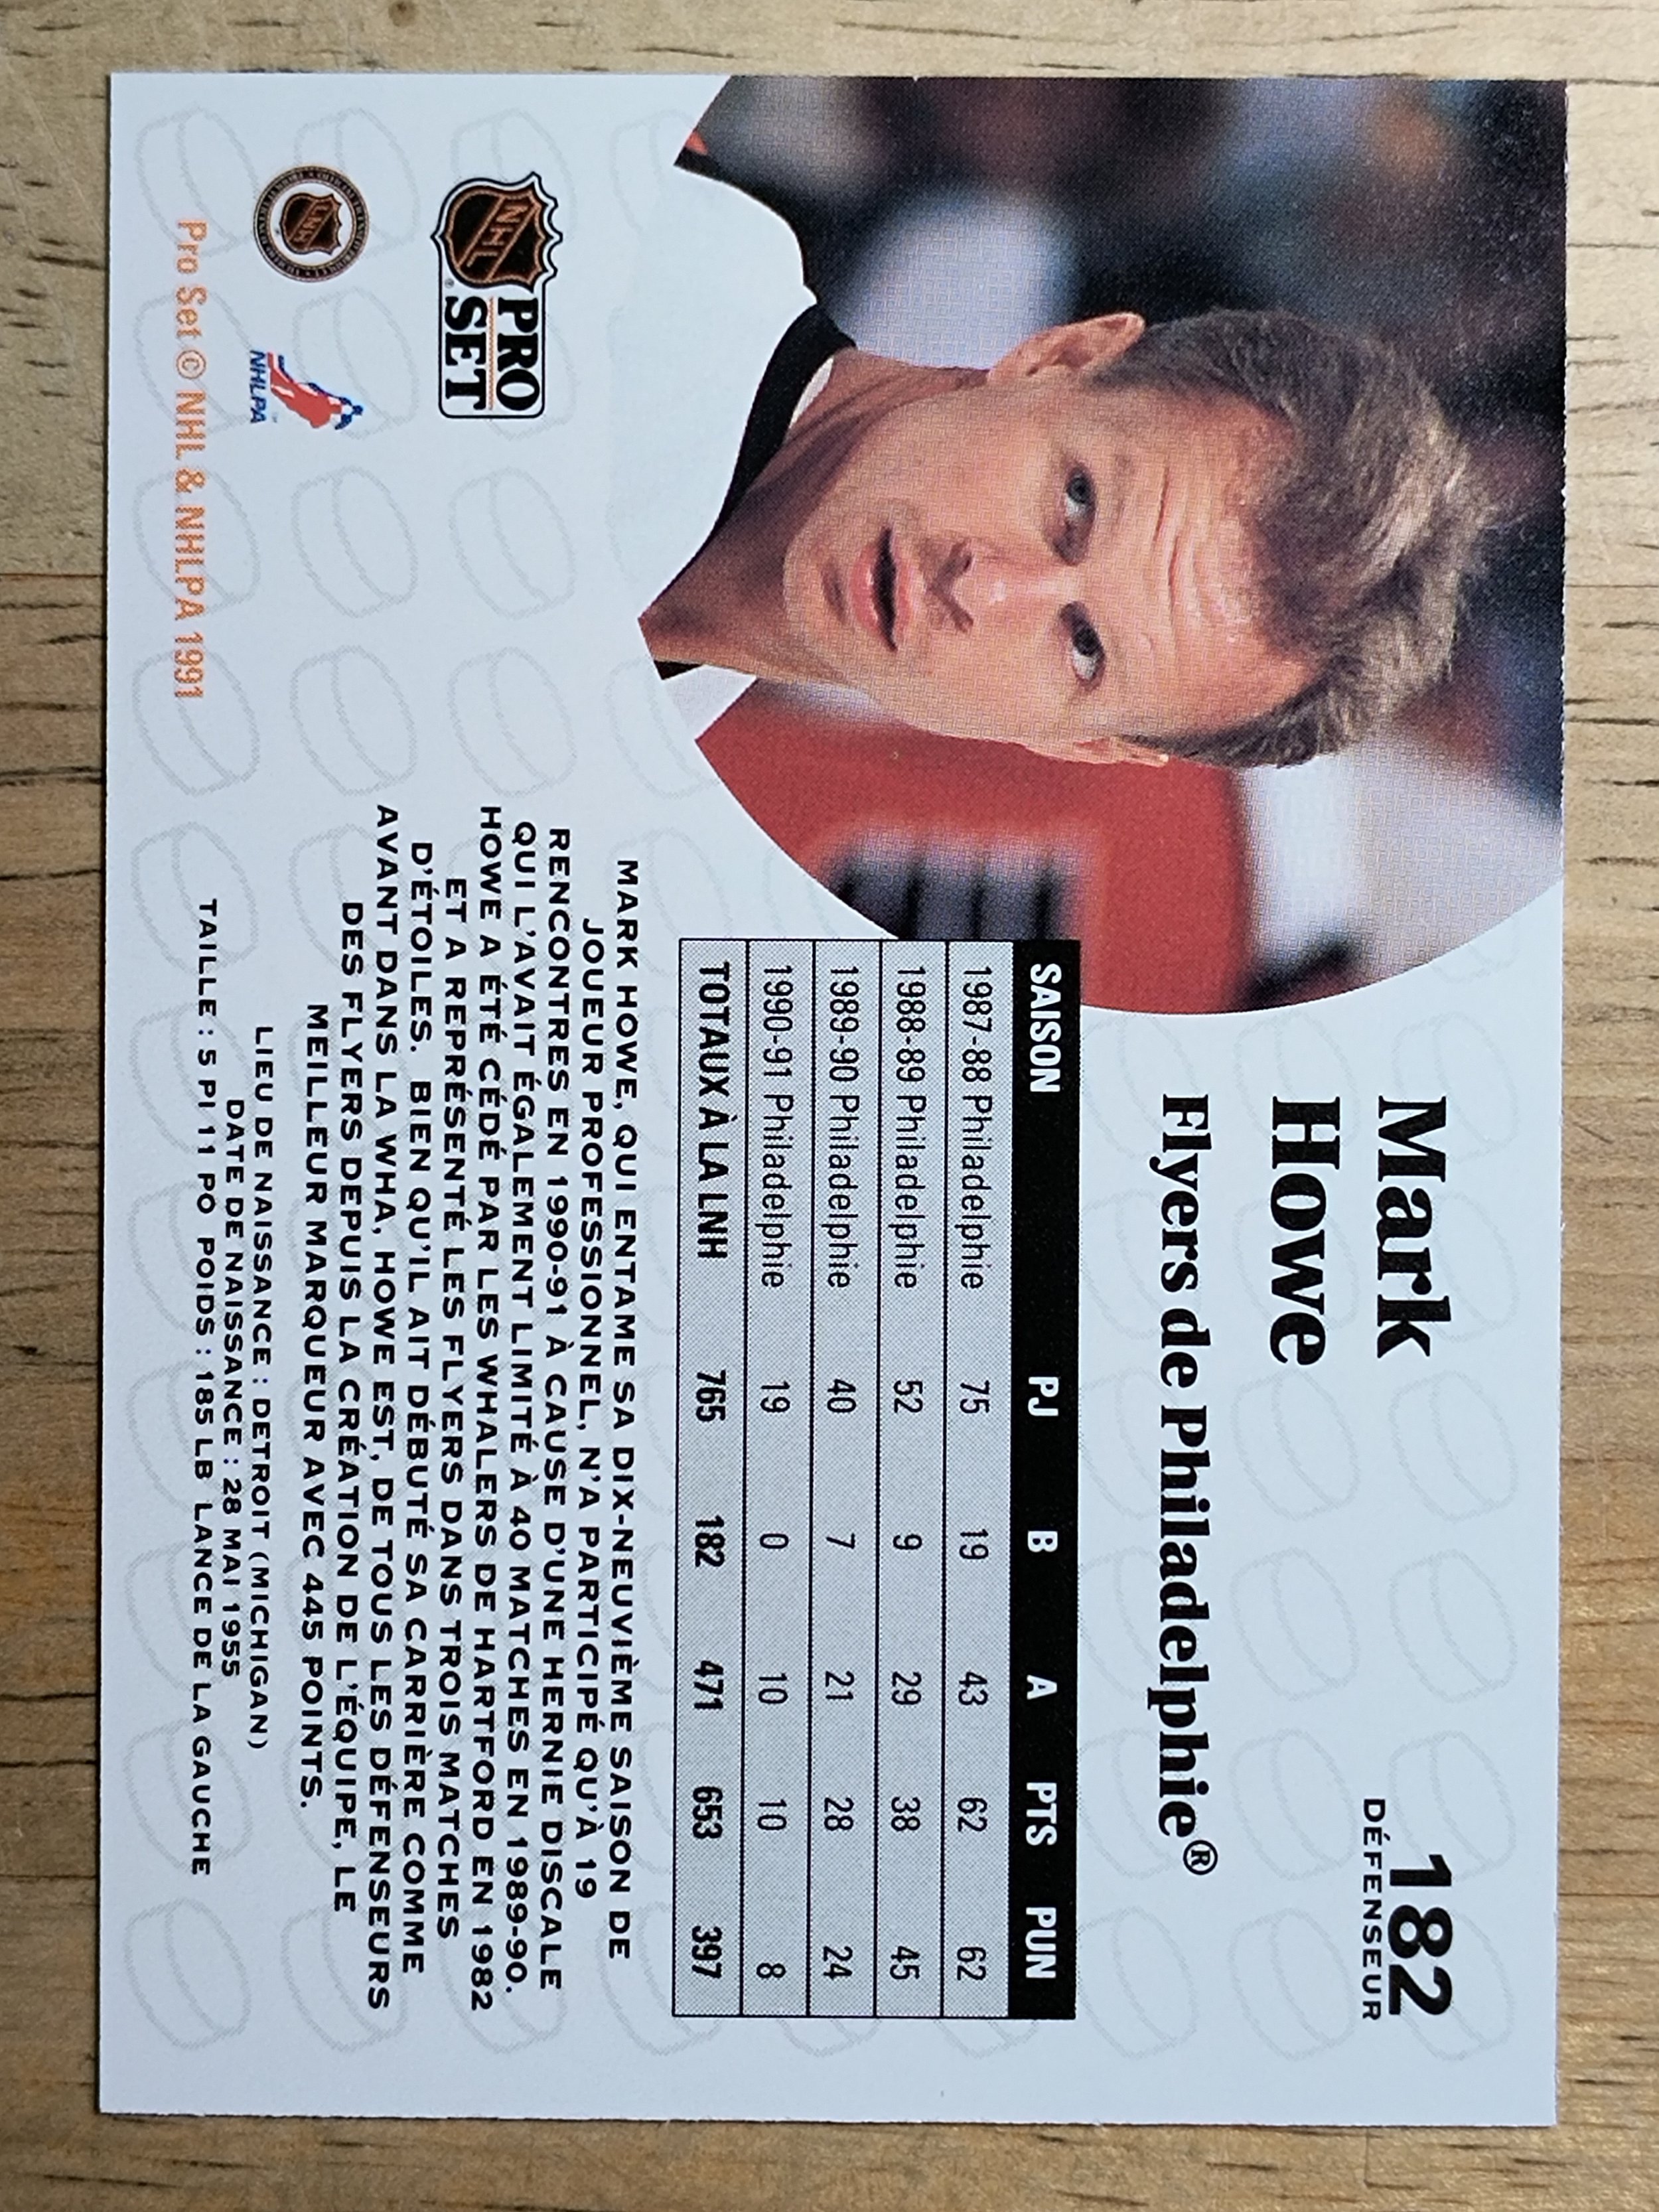 182
DÉFENSEUR
Mark
Howe
Flyers de Philadelphie®
SAISON PJ B A PTS PUN
1987-88 Philadelphie 75 19 43 62 62
1988-89 Philadelphie 52 9 29 38 45
1989-90 Philadelphie 40 7 21 28 24
1990-91 Philadelphie 19 0 10 10 8
TOTAUX À LA LNH 765 182 471 653 397
MARK HOWE, QUI ENTAME SA DIX-NEUVIÈME SAISON DE
JOUEUR PROFESSIONNEL, N'A PARTICIPÉ QU'À 19
RENCONTRES EN 1990-91 À CAUSE D'UNE HERNIE DISCALE
QUI L'AVAIT ÉGALEMENT LIMITÉ À 40 MATCHES EN 1989-90.
HOWE A ÉTÉ CÉDÉ PAR LES WHALERS DE HARTFORD EN 1982
ET A REPRÉSENTÉ LES FLYERS DANS TROIS MATCHES
D'ÉTOILES. BIEN QU'IL AIT DÉBUTÉ SA CARRIÈRE COMME
AVANT DANS LA WHA, HOWE EST, DE TOUS LES DÉFENSEURS
DES FLYERS DEPUIS LA CRÉATION DE L'ÉQUIPE, LE
MEILLEUR MARQUEUR AVEC 445 POINTS.
LIEU DE NAISSANCE : DETROIT (MICHIGAN)
DATE DE NAISSANCE : 28 MAI 1955
TAILLE : 5 PI 11 PO POIDS : 185 LB LANCE DE LA GAUCHE
NHL PRO
SET
NHL
NHLPA
Pro Set © NHL & NHLPA 1991